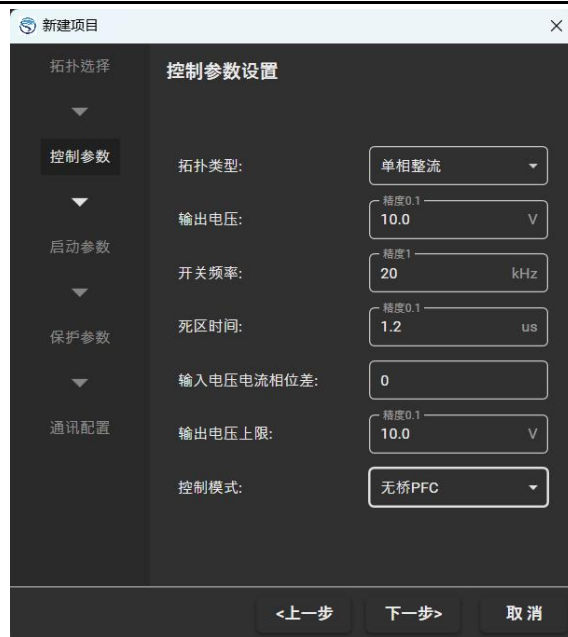 新建项目
拓扑选择
控制参数
启动参数
保护参数
通讯配置
控制参数设置
拓扑类型: 单相整流
输出电压: 精度0.1 10.0 V
开关频率: 精度1 20 kHz
死区时间: 精度0.1 1.2 us
输入电压电流相位差: 0
输出电压上限: 精度0.1 10.0 V
控制模式: 无桥PFC
<上一步 下一步> 取消